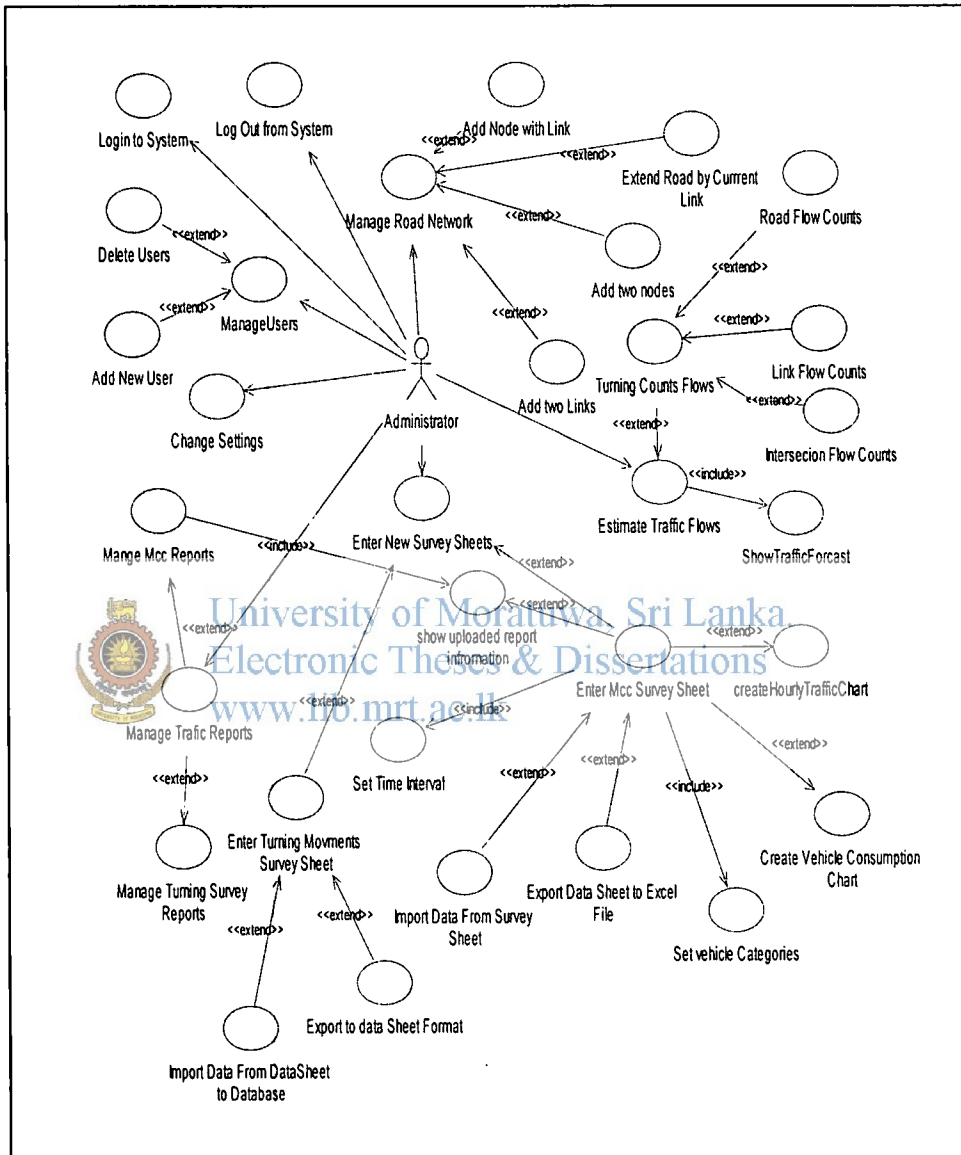 Login to System
Log Out from System
Add Node with Link
<<extend>>
<<extend>>
Extend Road by Currrent
Link
Road Flow Counts
Manage Road Network
<<extend>>
Delete Users
<<extend>>
<<extend>>
Add two nodes
<<extend>>
<<extend>>
ManageUsers
<<extend>>
Add New User
<<extend>>
Link Flow Counts
Turning Counts Flows
Add two Links
<<extend>>
Administrator
<<extend>>
Change Settings
Intersecion Flow Counts
<<include>>
Estimate Traffic Flows
Mange Mcc Reports
<<include>>
Enter New Survey Sheets
ShowTrafficForcast
<<extend>>
<<extend>>
University of Moratuwa, Sri Lanka.
<<extend>>
show uploaded report
infromation
<<extend>>
Electronic Theses & Dissertations
Enter Mcc Survey Sheet
createHourlyTrafficChart
www.lib.mrt.ac.lk
<<extend>>
<<include>>
Manage Trafic Reports
<<extend>>
<<extend>>
<<extend>>
<<extend>>
Set Time Interval
<<include>>
Enter Turning Movments
Survey Sheet
Create Vehicle Consumption
Chart
Manage Turning Survey
Reports
Import Data From Survey
Sheet
Export Data Sheet to Excel
File
<<extend>>
<<extend>>
Set vehicle Categories
Export to data Sheet Format
Import Data From DataSheet
to Database